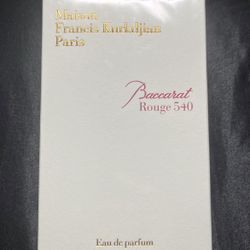 Maison
Francis Kurkdjian
Paris
Baccarat
Rouge 540
Eau de parfum